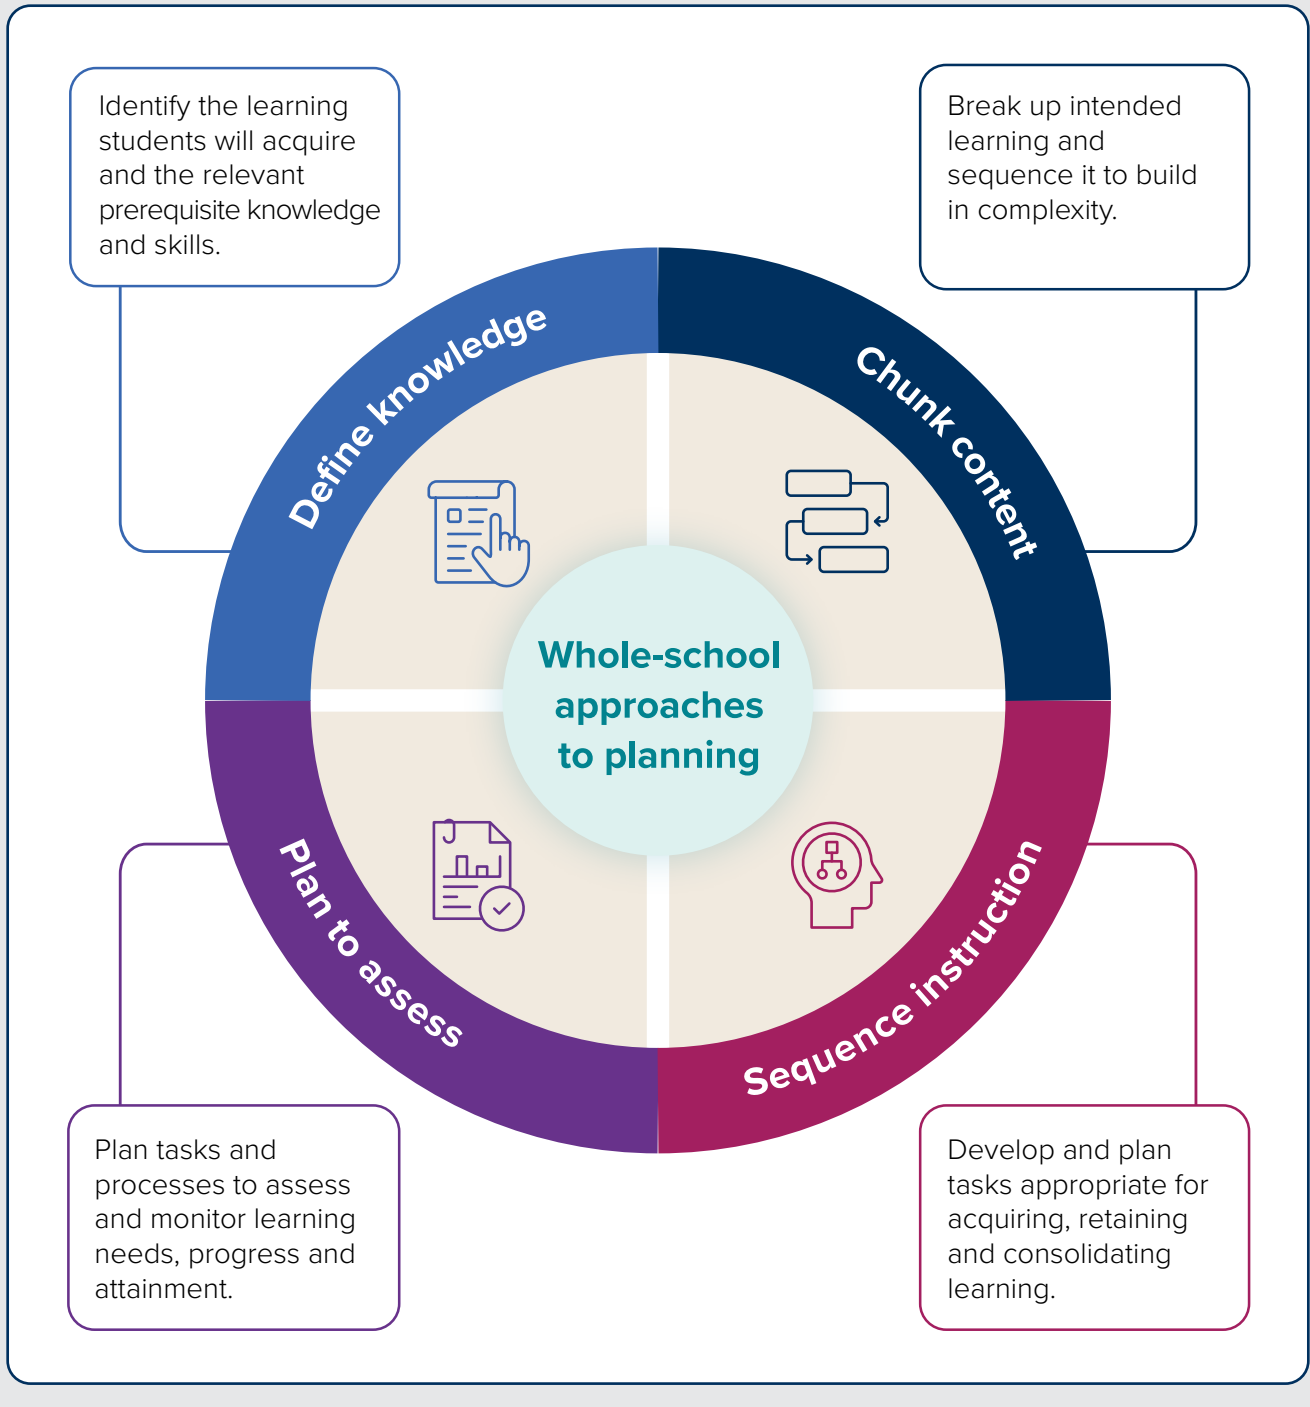 Identify the learning
students will acquire
and the relevant
prerequisite knowledge
and skills.
Break up intended
learning and
sequence it to build
in complexity.
Define knowledge
Chunk content
Whole-school
approaches
to planning
Plan to assess
Sequence instruction
Plan tasks and
processes to assess
and monitor learning
needs, progress and
attainment.
Develop and plan
tasks appropriate for
acquiring, retaining
and consolidating
learning.